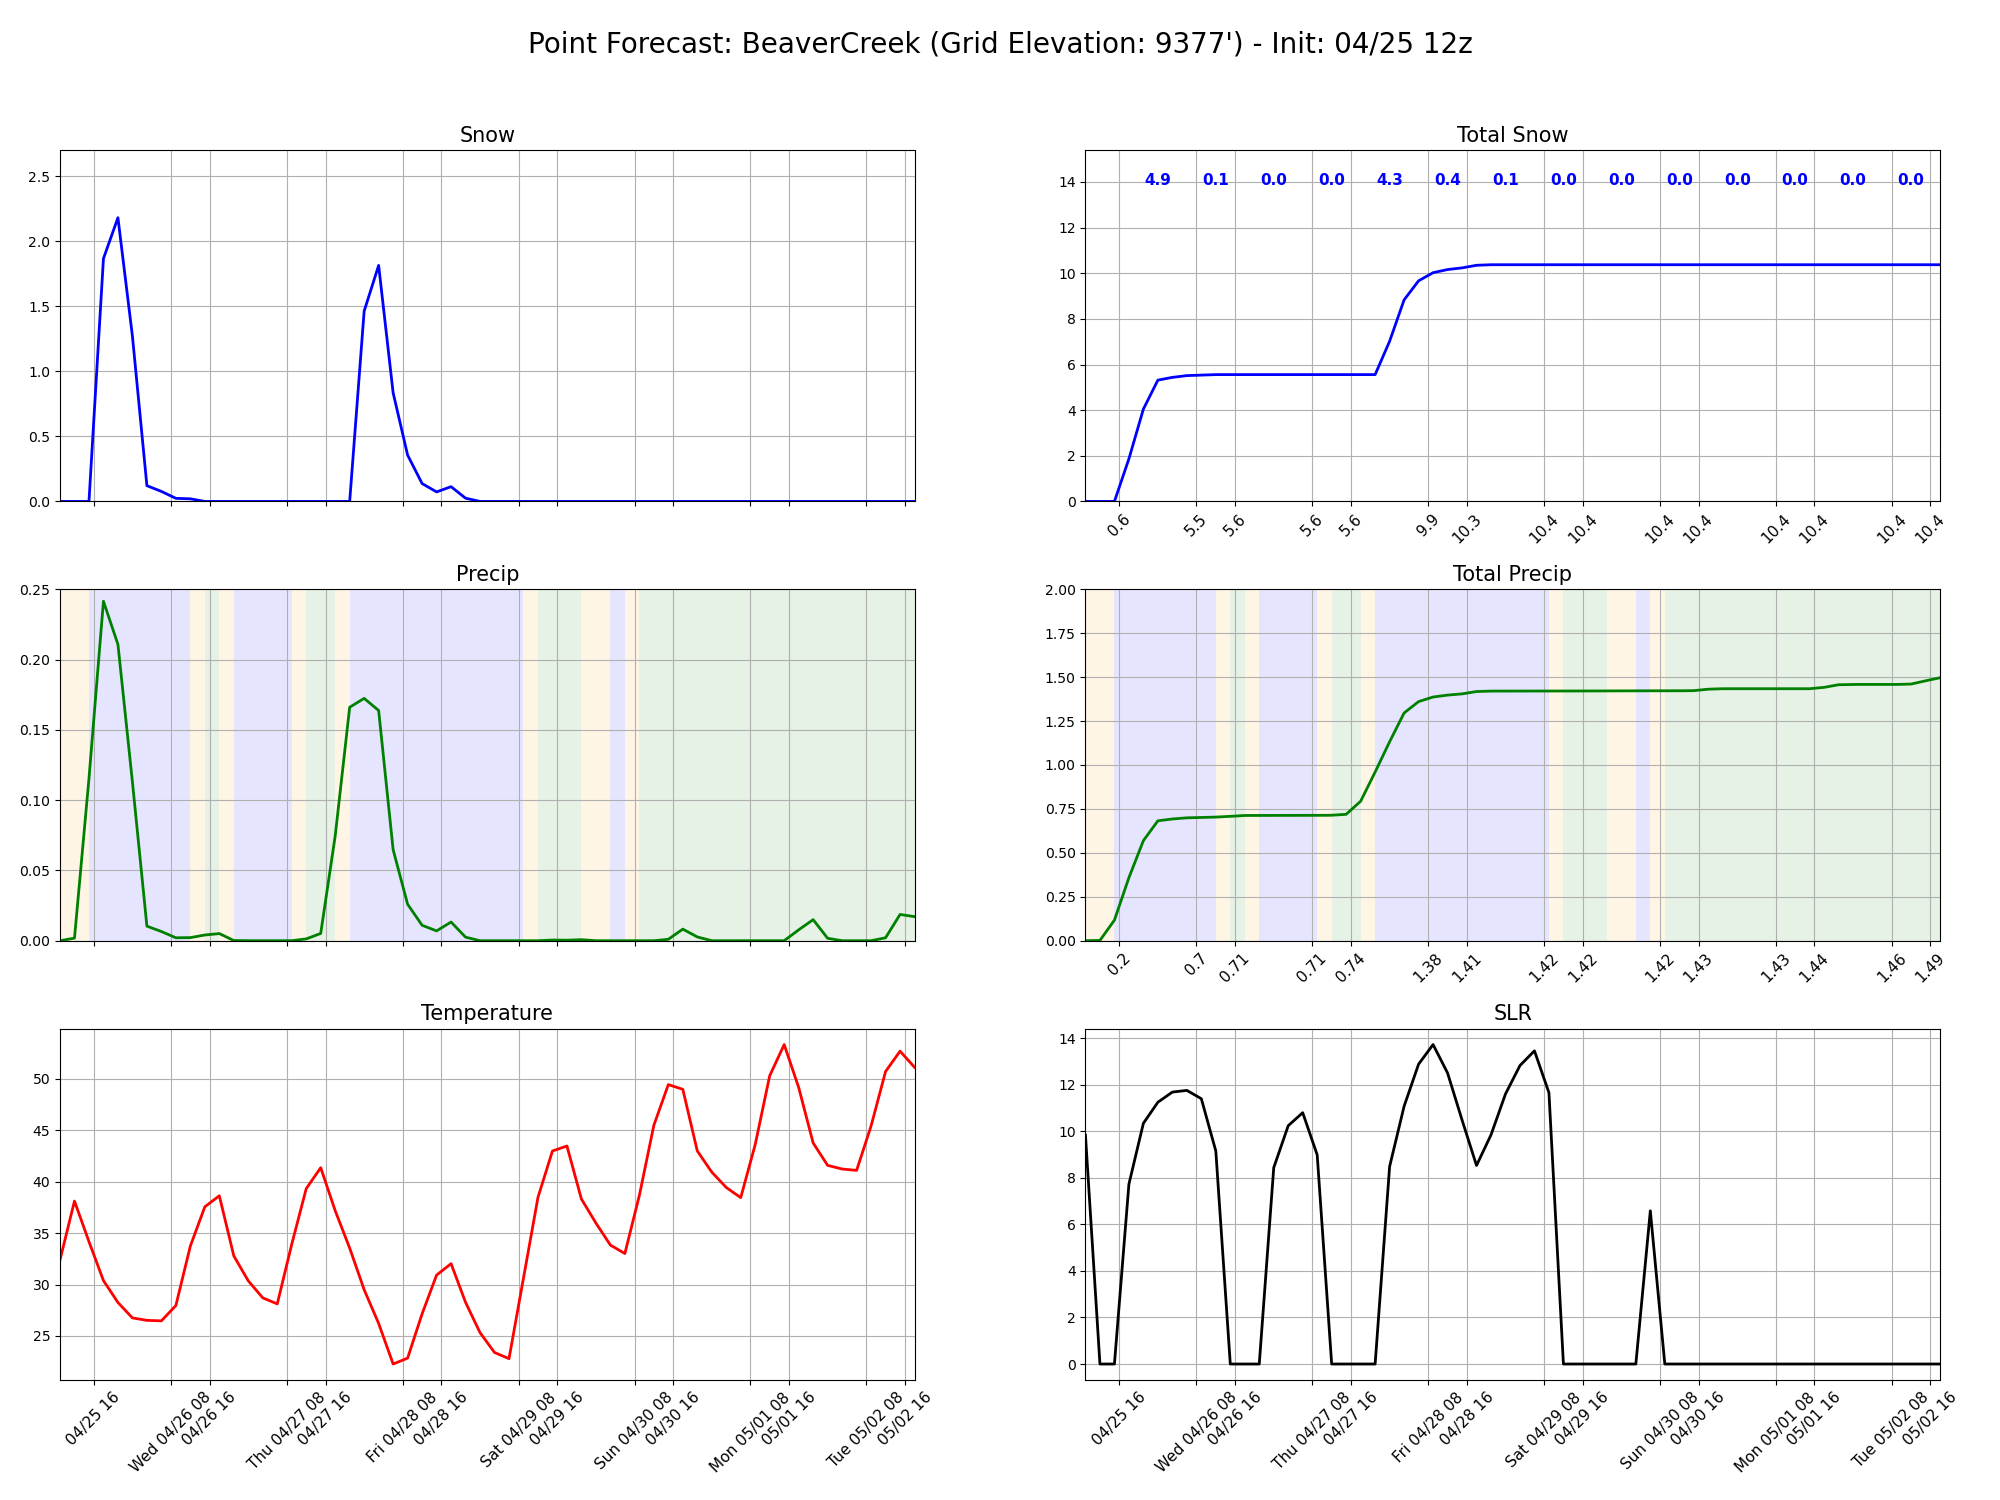 Point Forecast: BeaverCreek (Grid Elevation: 9377') - Init: 04/25 12z
Snow
2.5
2.0
1.5
1.0
0.5
0.0
Total Snow
4.9 0.1 0.0 0.0 4.3 0.4 0.1 0.0 0.0 0.0 0.0 0.0 0.0 0.0
14
12
10
8
6
4
2
0
0.6 5.5 5.6 5.6 5.6 9.9 10.3 10.4 10.4 10.4 10.4 10.4 10.4 10.4 10.4
Precip
0.25
0.20
0.15
0.10
0.05
0.00
Total Precip
2.00
1.75
1.50
1.25
1.00
0.75
0.50
0.25
0.00
0.2 0.7 0.71 0.71 0.74 1.38 1.41 1.42 1.42 1.42 1.43 1.43 1.44 1.46 1.49
Temperature
50
45
40
35
30
25
04/25 16
Wed 04/26 08
04/26 16
Thu 04/27 08
04/27 16
Fri 04/28 08
04/28 16
Sat 04/29 08
04/29 16
Sun 04/30 08
04/30 16
Mon 05/01 08
05/01 16
Tue 05/02 08
05/02 16
SLR
14
12
10
8
6
4
2
0
04/25 16
Wed 04/26 08
04/26 16
Thu 04/27 08
04/27 16
Fri 04/28 08
04/28 16
Sat 04/29 08
04/29 16
Sun 04/30 08
04/30 16
Mon 05/01 08
05/01 16
Tue 05/02 08
05/02 16